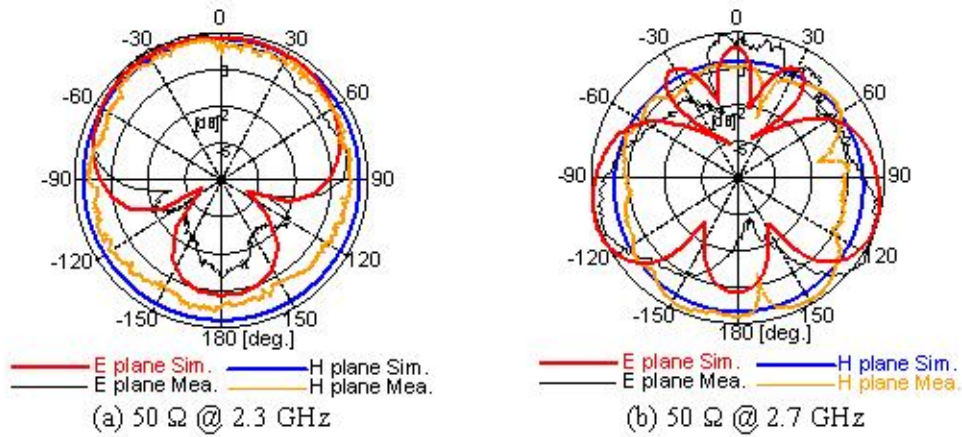 0 0
-30 30 -30 30
-60 60 -60 60
[dB]
[dB]
-90 90 -90 90
-120 120 -120 120
-150 150 -150 150
180 [deg.] 180 [deg.]
E plane Sim. H plane Sim. E plane Sim. H plane Sim.
E plane Mea. H plane Mea. E plane Mea. H plane Mea.
(a) 50 Ω @ 2.3 GHz (b) 50 Ω @ 2.7 GHz